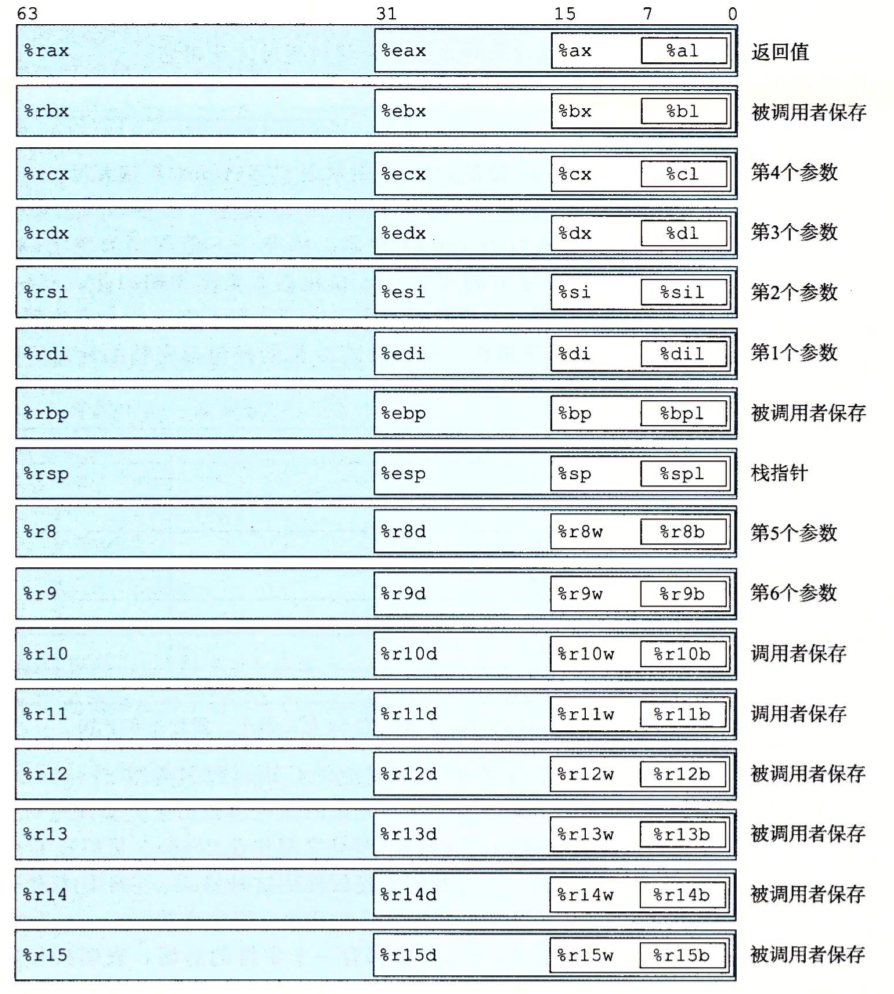 63 31 15 7 0
%rax %eax %ax %al 返回值
%rbx %ebx %bx %bl 被调用者保存
%rcx %ecx %cx %cl 第4个参数
%rdx %edx %dx %dl 第3个参数
%rsi %esi %si %sil 第2个参数
%rdi %edi %di %dil 第1个参数
%rbp %ebp %bp %bpl 被调用者保存
%rsp %esp %sp %spl 栈指针
%r8 %r8d %r8w %r8b 第5个参数
%r9 %r9d %r9w %r9b 第6个参数
%r10 %r10d %r10w %r10b 调用者保存
%r11 %r11d %r11w %r11b 调用者保存
%r12 %r12d %r12w %r12b 被调用者保存
%r13 %r13d %r13w %r13b 被调用者保存
%r14 %r14d %r14w %r14b 被调用者保存
%r15 %r15d %r15w %r15b 被调用者保存